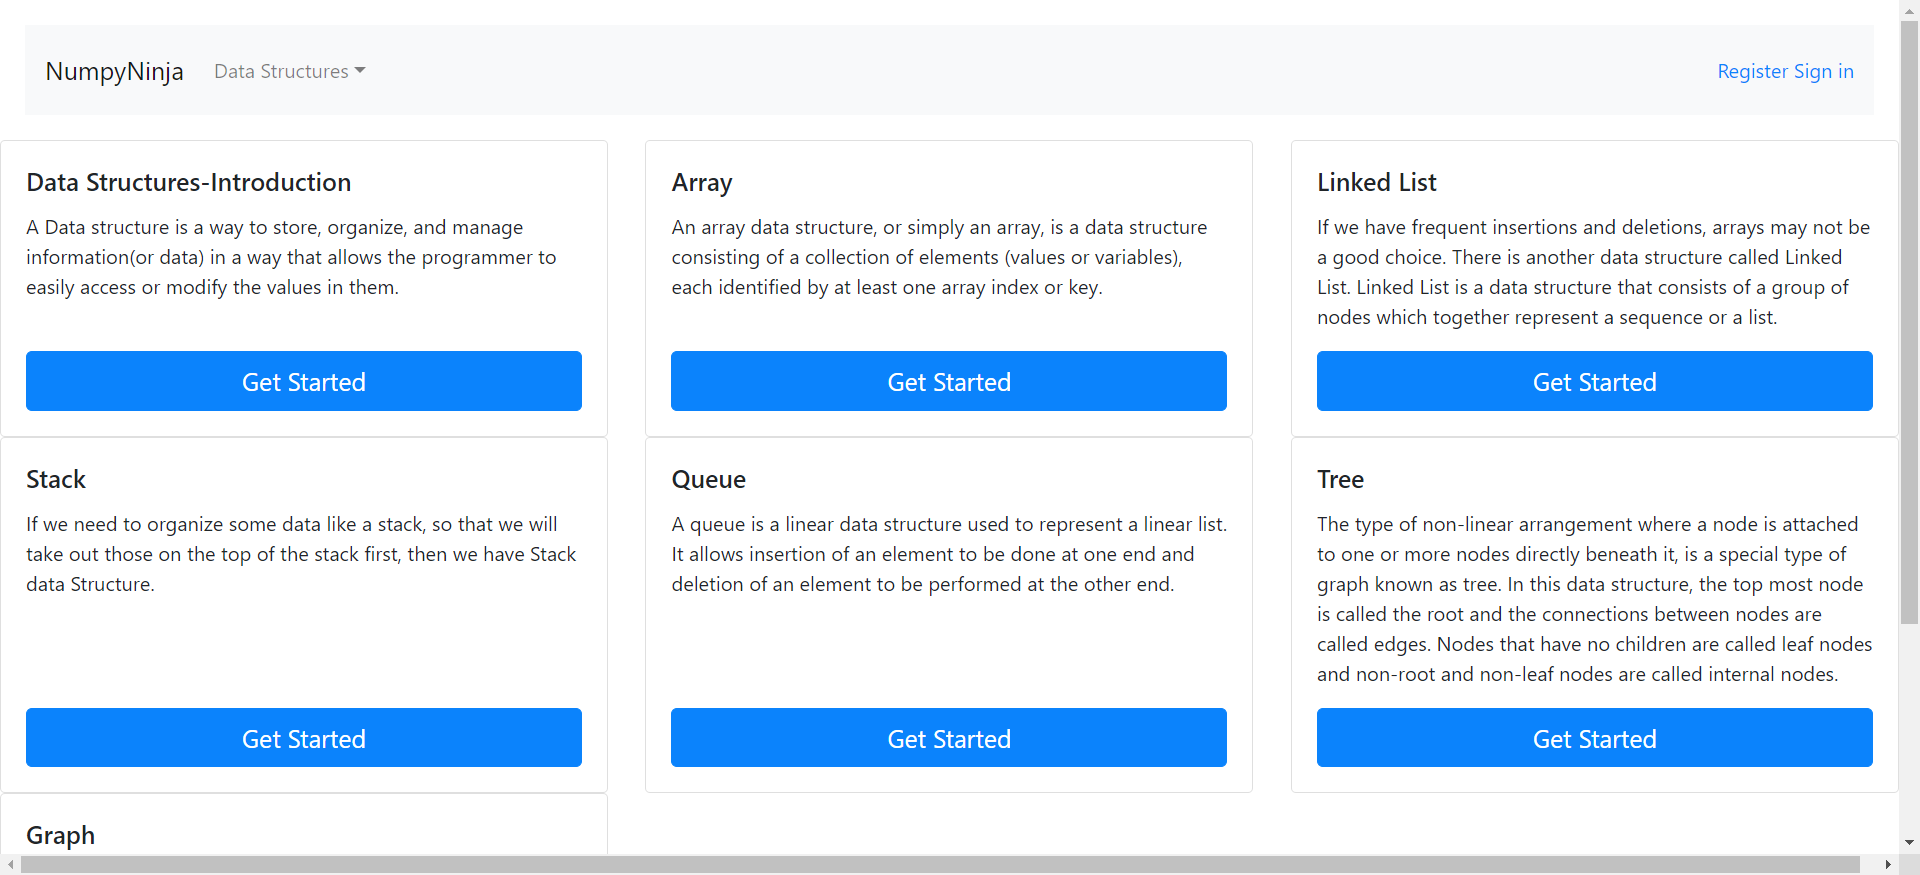 NumpyNinja
Data Structures
Register Sign in
Data Structures-Introduction
A Data structure is a way to store, organize, and manage
information(or data) in a way that allows the programmer to
easily access or modify the values in them.
Get Started
Array
An array data structure, or simply an array, is a data structure
consisting of a collection of elements (values or variables),
each identified by at least one array index or key.
Get Started
Linked List
If we have frequent insertions and deletions, arrays may not be
a good choice. There is another data structure called Linked
List. Linked List is a data structure that consists of a group of
nodes which together represent a sequence or a list.
Get Started
Stack
If we need to organize some data like a stack, so that we will
take out those on the top of the stack first, then we have Stack
data Structure.
Get Started
Queue
A queue is a linear data structure used to represent a linear list.
It allows insertion of an element to be done at one end and
deletion of an element to be performed at the other end.
Get Started
Tree
The type of non-linear arrangement where a node is attached
to one or more nodes directly beneath it, is a special type of
graph known as tree. In this data structure, the top most node
is called the root and the connections between nodes are
called edges. Nodes that have no children are called leaf nodes
and non-root and non-leaf nodes are called internal nodes.
Get Started
Graph